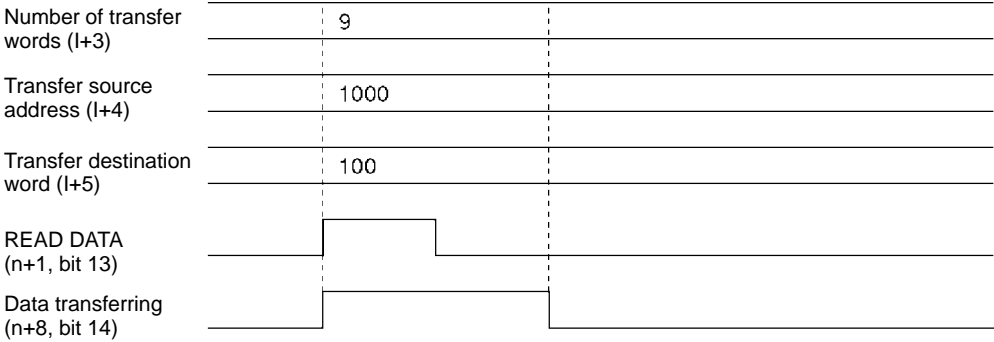 Number of transfer
words (I+3)
9
Transfer source
address (I+4)
1000
Transfer destination
word (I+5)
100
READ DATA
(n+1, bit 13)
Data transferring
(n+8, bit 14)